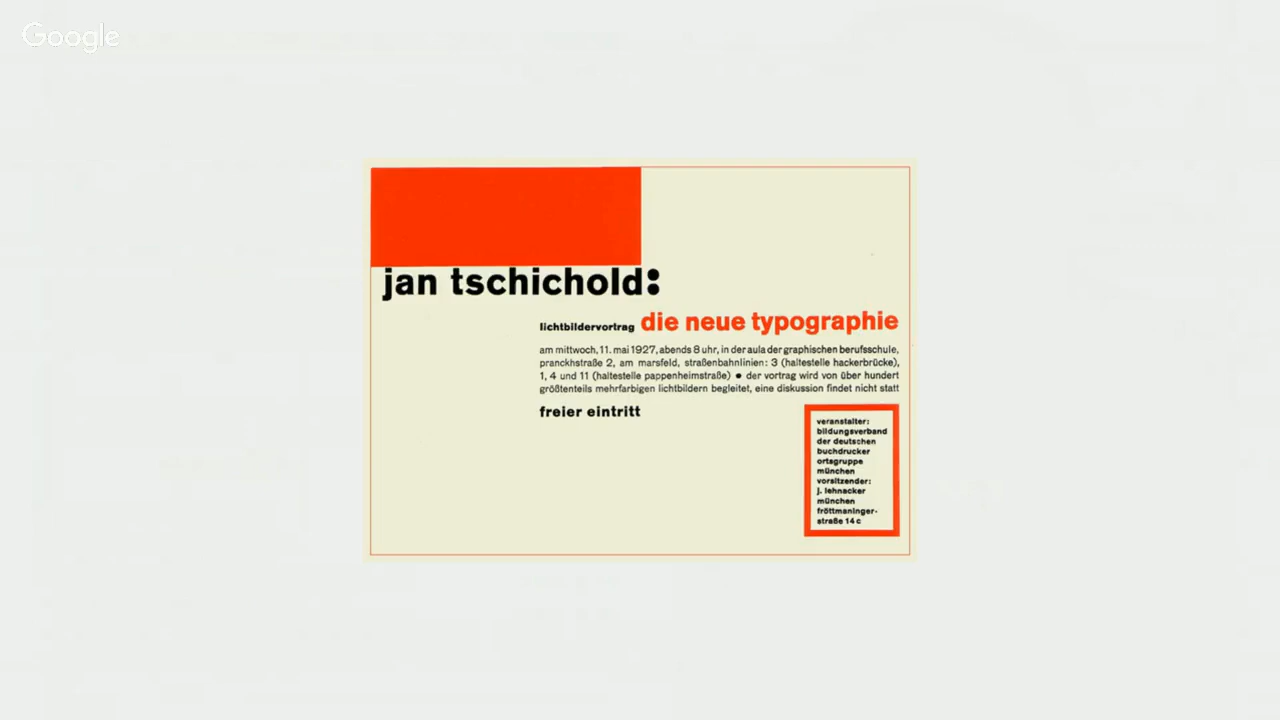 Google
jan tschichold:
lichtbildervortrag die neue typographie
am mittwoch, 11. mai 1927, abends 8 uhr, in der aula der graphischen berufsschule,
pranckhstraße 2, am marsfeld, straßenbahnlinien: 3 (haltestelle hackerbrücke),
1, 4 und 11 (haltestelle pappenheimstraße) ● der vortrag wird von über hundert
größtenteils mehrfarbigen lichtbildern begleitet, eine diskussion findet nicht statt
freier eintritt
veranstalter:
bildungsverband
der deutschen
buchdrucker
ortsgruppe
münchen
vorsitzender:
j. lehnacker
münchen
fröttmaninger-
straße 14 c